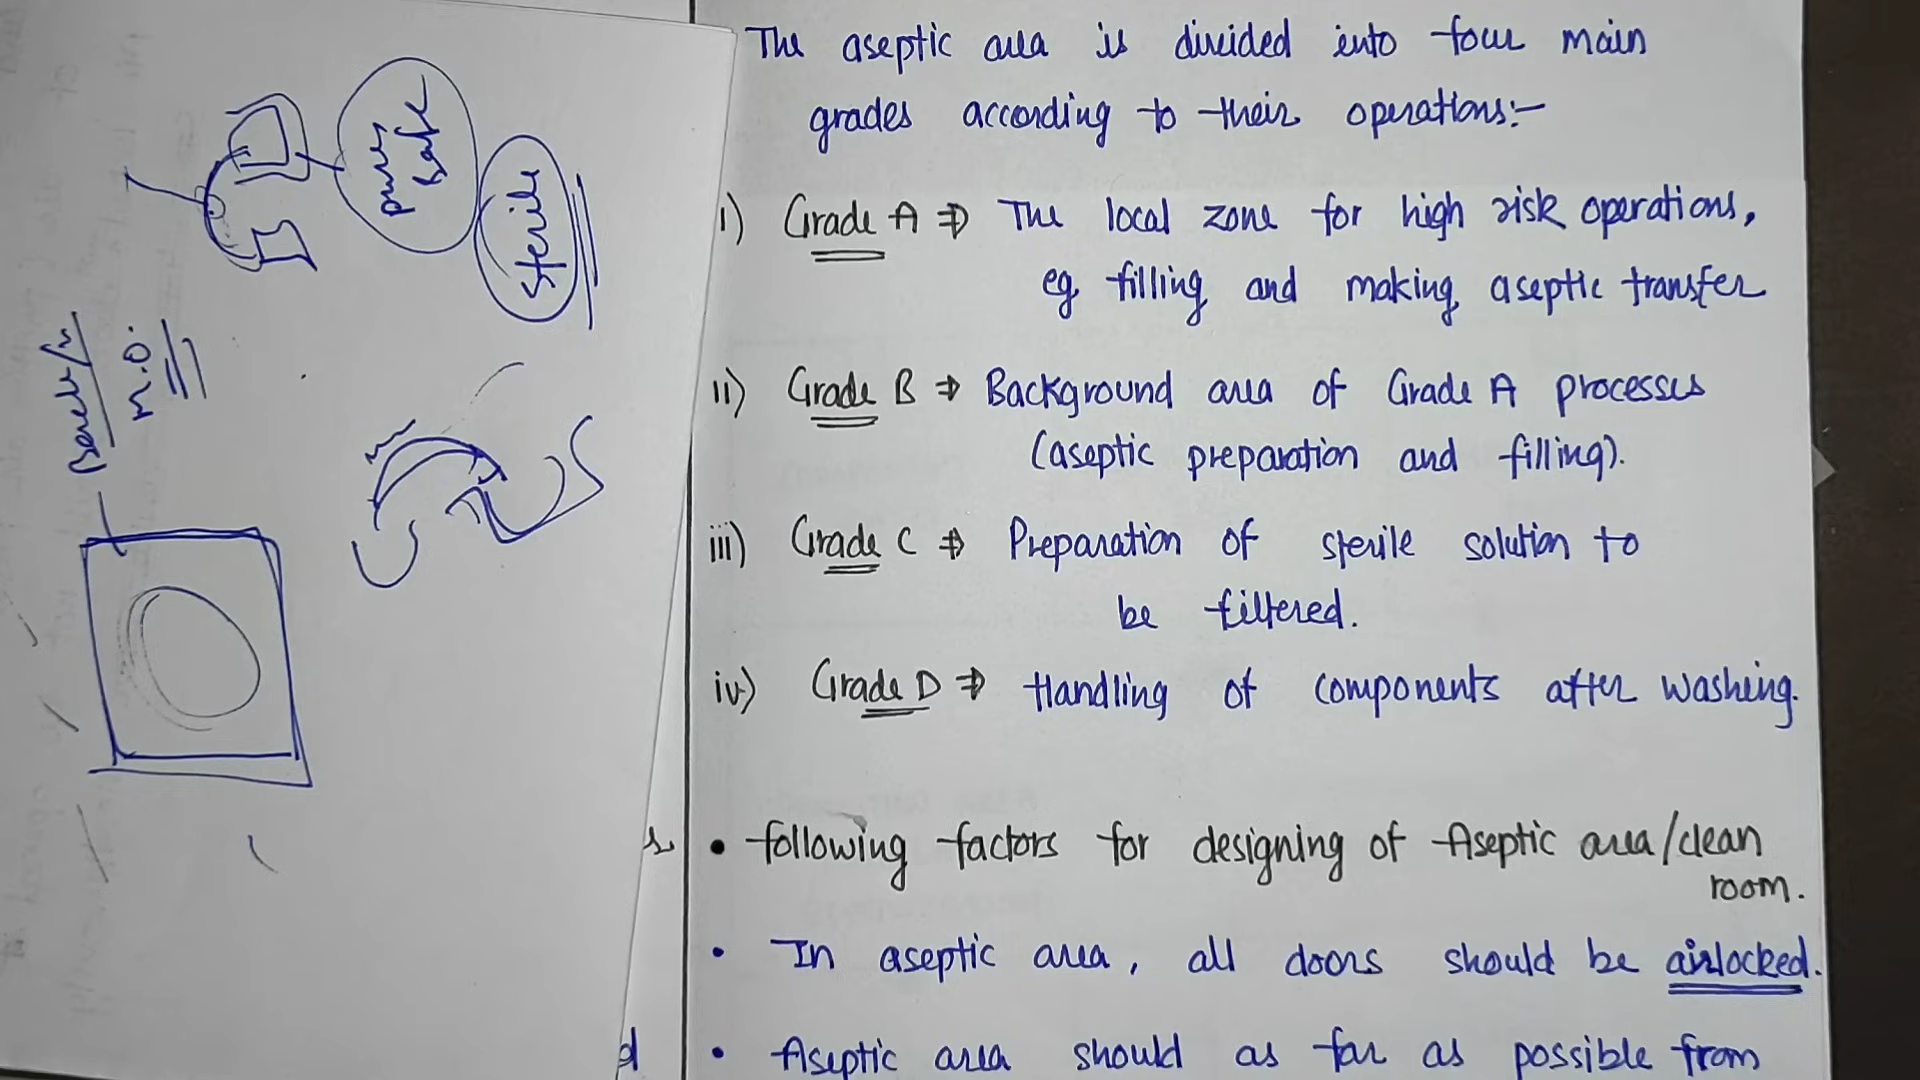 The aseptic area is divided into four main
grades according to their operations:-
i) Grade A ⇒ The local zone for high risk operations,
eg filling and making aseptic transfer
ii) Grade B ⇒ Background area of Grade A processes
(aseptic preparation and filling).
iii) Grade C ⇒ Preparation of sterile solution to
be filtered.
iv) Grade D ⇒ Handling of components after washing.
• following factors for designing of Aseptic area/clean
room.
• In aseptic area, all doors should be airlocked.
• Aseptic area should as far as possible from
pure
safe
Sterile
m.o.